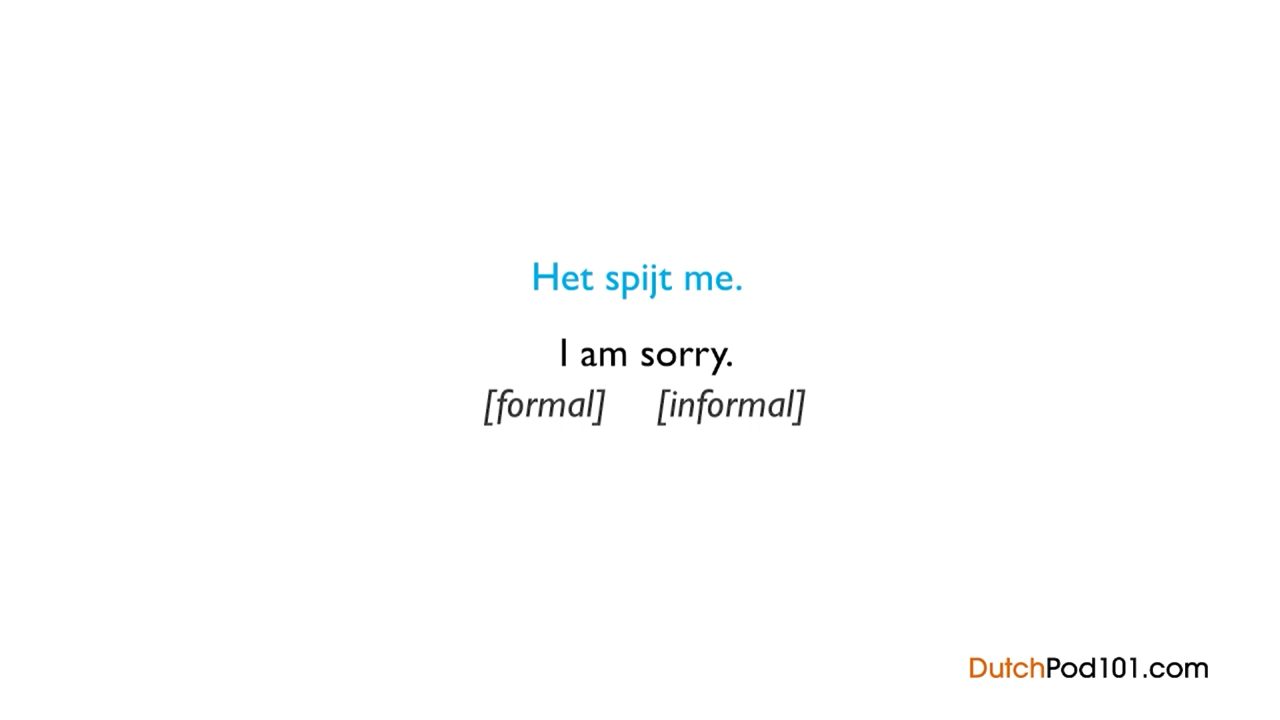 Het spijt me.
I am sorry.
[formal] [informal]
DutchPod101.com